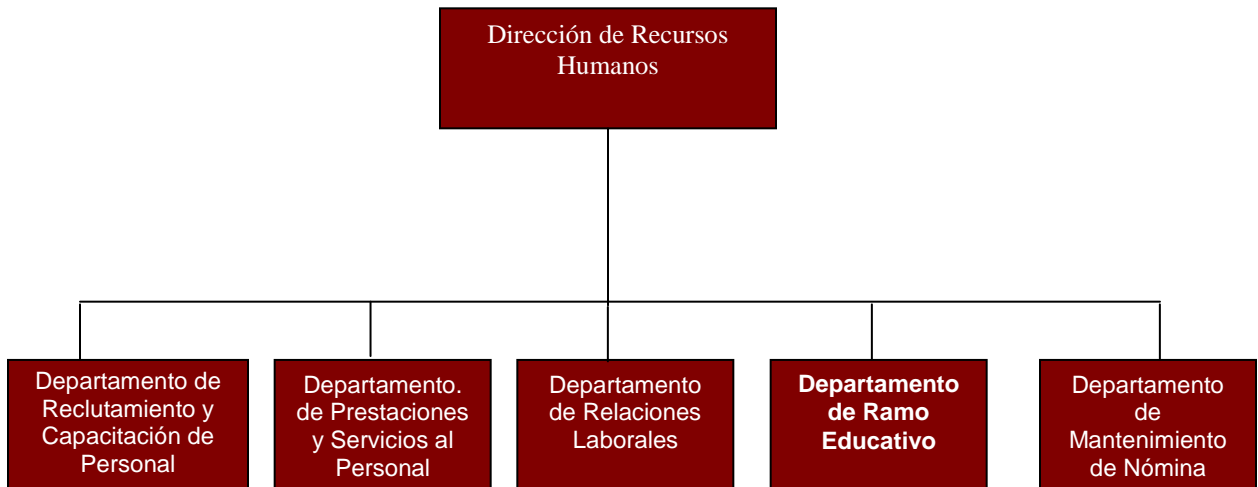 Dirección de Recursos
Humanos
Departamento de
Reclutamiento y
Capacitación de
Personal
Departamento.
de Prestaciones
y Servicios al
Personal
Departamento
de Relaciones
Laborales
Departamento
de Ramo
Educativo
Departamento
de
Mantenimiento
de Nómina